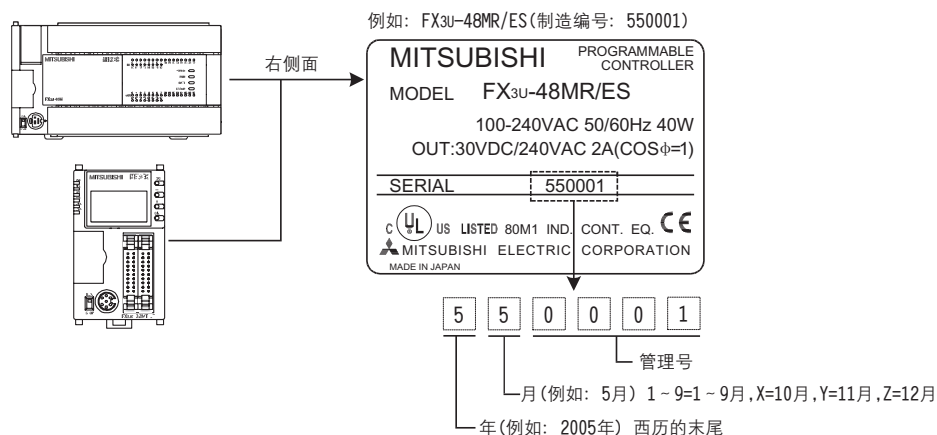 例如: FX3U-48MR/ES(制造编号: 550001)
MITSUBISHI
右侧面
MITSUBISHI PROGRAMMABLE CONTROLLER
MODEL FX3U-48MR/ES
100-240VAC 50/60Hz 40W
OUT:30VDC/240VAC 2A(COSϕ=1)
SERIAL 550001
C UL US LISTED 80M1 IND. CONT. EQ. CE
MITSUBISHI ELECTRIC CORPORATION
MADE IN JAPAN
MITSUBISHI
5 5 0 0 0 1
管理号
月(例如: 5月) 1~9=1~9月,X=10月,Y=11月,Z=12月
年(例如: 2005年) 西历的末尾